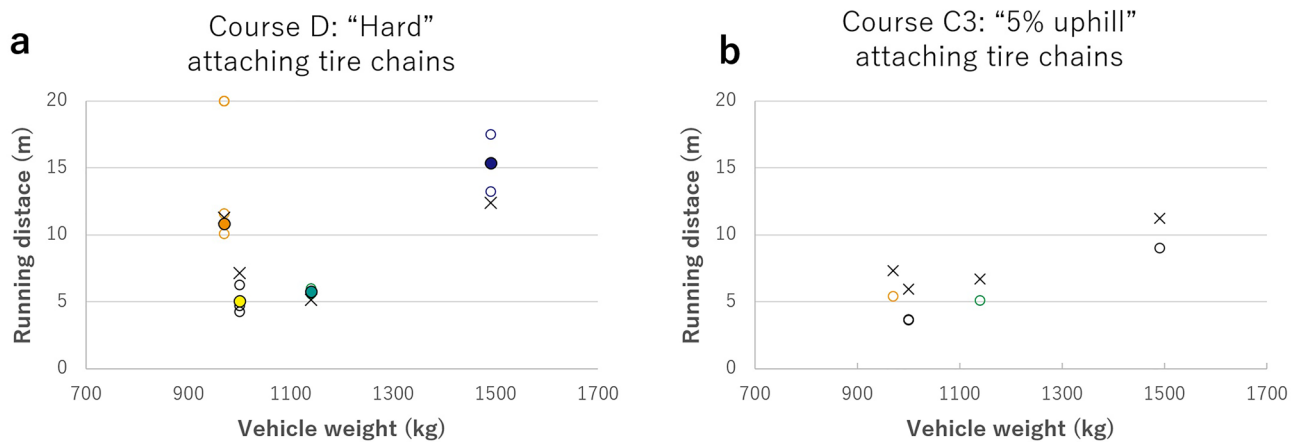 a
Course D: “Hard”
attaching tire chains
20
15
10
5
0
Running distace (m)
700 900 1100 1300 1500 1700
Vehicle weight (kg)
b
Course C3: “5% uphill”
attaching tire chains
20
15
10
5
0
Running distace (m)
700 900 1100 1300 1500 1700
Vehicle weight (kg)